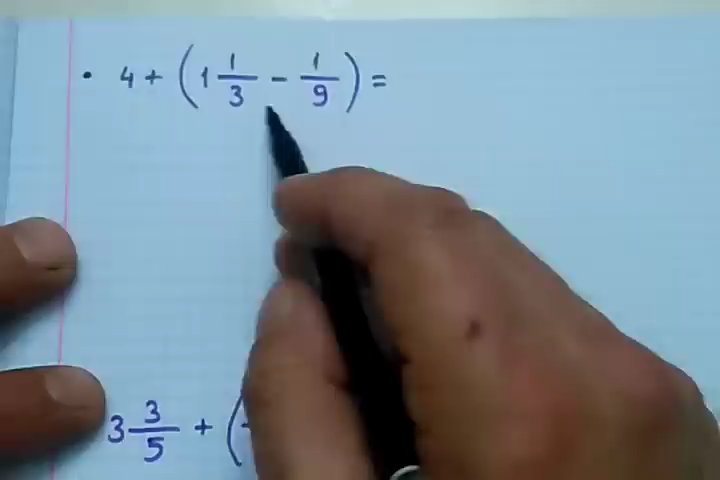 • 4 + (1 1/3 - 1/9) =
3 3/5 + (